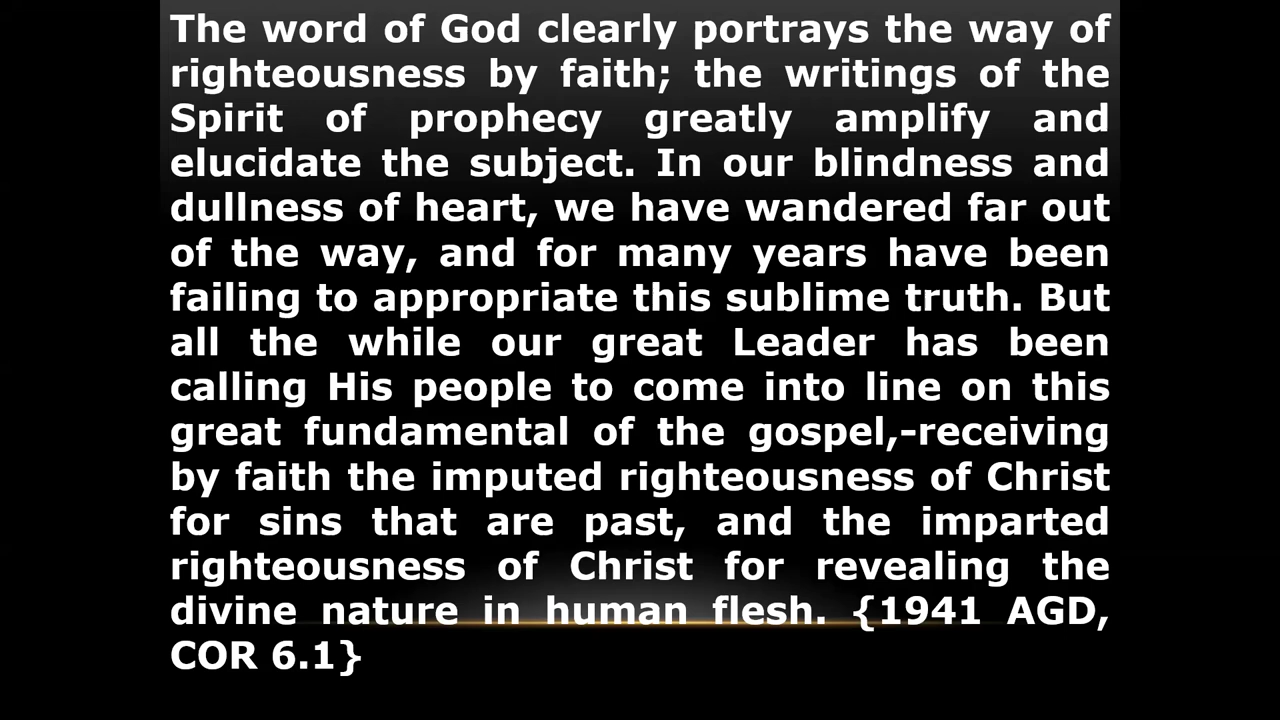 The word of God clearly portrays the way of
righteousness by faith; the writings of the
Spirit of prophecy greatly amplify and
elucidate the subject. In our blindness and
dullness of heart, we have wandered far out
of the way, and for many years have been
failing to appropriate this sublime truth. But
all the while our great Leader has been
calling His people to come into line on this
great fundamental of the gospel,-receiving
by faith the imputed righteousness of Christ
for sins that are past, and the imparted
righteousness of Christ for revealing the
divine nature in human flesh. {1941 AGD,
COR 6.1}